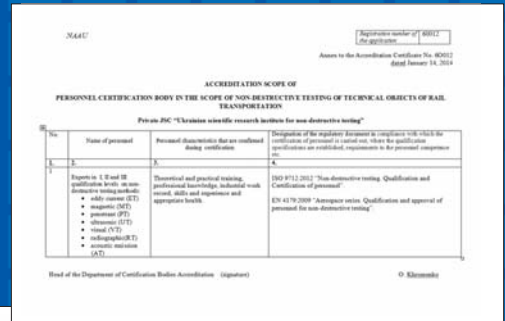 NAAU
Registration number of the application 6O012
Annex to the Accreditation Certificate No. 6O012
dated January 14, 2014
ACCREDITATION SCOPE OF
PERSONNEL CERTIFICATION BODY IN THE SCOPE OF NON-DESTRUCTIVE TESTING OF TECHNICAL OBJECTS OF RAIL
TRANSPORTATION
Private JSC "Ukrainian scientific research institute for non-destructive testing"
No.
Name of personnel
Personnel characteristics that are confirmed
during certification
Designation of the regulatory document in compliance with which the
certification of personnel is carried out, where the qualification
specifications are established, requirements to the personnel competence
etc.
1. 2. 3. 4.
1
Experts in I, II and III
qualification levels on non-
destructive testing methods:
• eddy current (ET)
• magnetic (MT)
• penetrant (PT)
• ultrasonic (UT)
• visual (VT)
• radiographic(RT)
• acoustic emission
(AT)
Theoretical and practical training,
professional knowledge, industrial work
record, skills and experience and
appropriate health.
ISO 9712:2012 "Non-destructive testing. Qualification and
Certification of personnel".
EN 4179:2009 "Aerospace series. Qualification and approval of
personnel for non-destructive testing".
Head of the Department of Certification Bodies Accreditation (signature) O. Klymenko